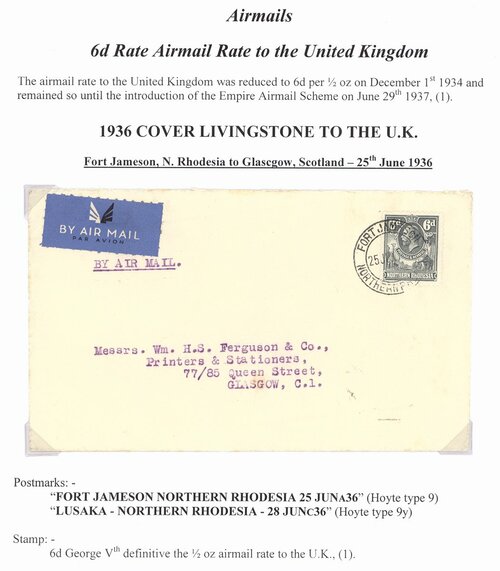 Airmails
6d Rate Airmail Rate to the United Kingdom
The airmail rate to the United Kingdom was reduced to 6d per ½ oz on December 1st 1934 and
remained so until the introduction of the Empire Airmail Scheme on June 29th 1937, (1).
1936 COVER LIVINGSTONE TO THE U.K.
Fort Jameson, N. Rhodesia to Glascgow, Scotland – 25th June 1936
BY AIR MAIL
PAR AVION
BY AIR MAIL.
6d
NORTHERN RHODESIA
FORT JA
25 J
NORTHERN
Messrs. Wm. H.S. Ferguson & Co.,
Printers & Stationers,
77/85 Queen Street,
GLASGOW, C.1.
Postmarks: -
“FORT JAMESON NORTHERN RHODESIA 25 JUNA36” (Hoyte type 9)
“LUSAKA - NORTHERN RHODESIA - 28 JUNC36” (Hoyte type 9y)
Stamp: -
6d George Vth definitive the ½ oz airmail rate to the U.K., (1).